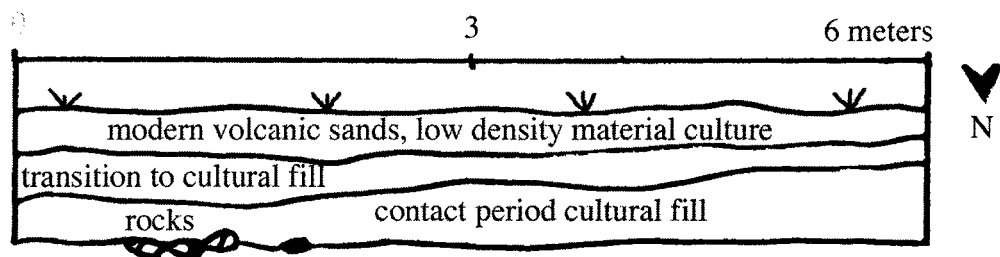 0 3 6 meters
N
modern volcanic sands, low density material culture
transition to cultural fill
contact period cultural fill
rocks